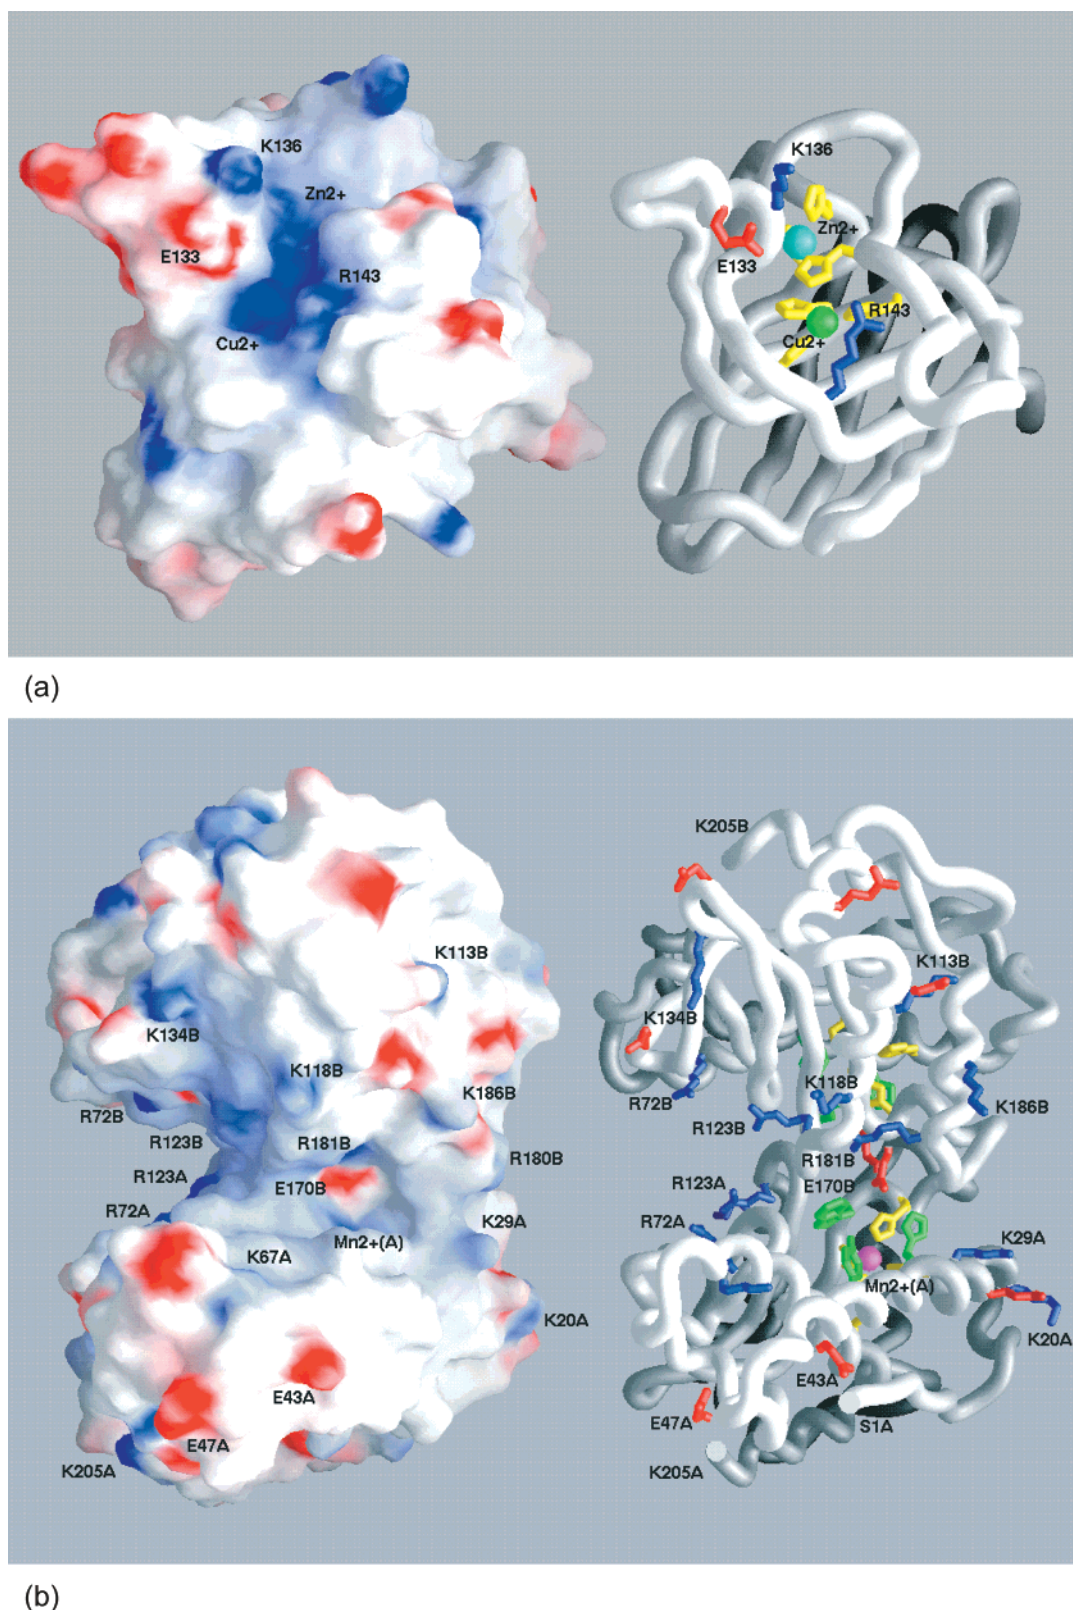 K136
Zn2+
E133
R143
Cu2+
K136
Zn2+
E133
R143
Cu2+
(a)
K113B
K134B
K118B
K186B
R72B
R123B
R181B
R180B
R123A
E170B
R72A
K29A
K67A
Mn2+(A)
K20A
E43A
E47A
K205A
K205B
K113B
K134B
K118B
R72B
K186B
R123B
R181B
R123A
E170B
R72A
K29A
Mn2+(A)
K20A
E43A
E47A
S1A
K205A
(b)